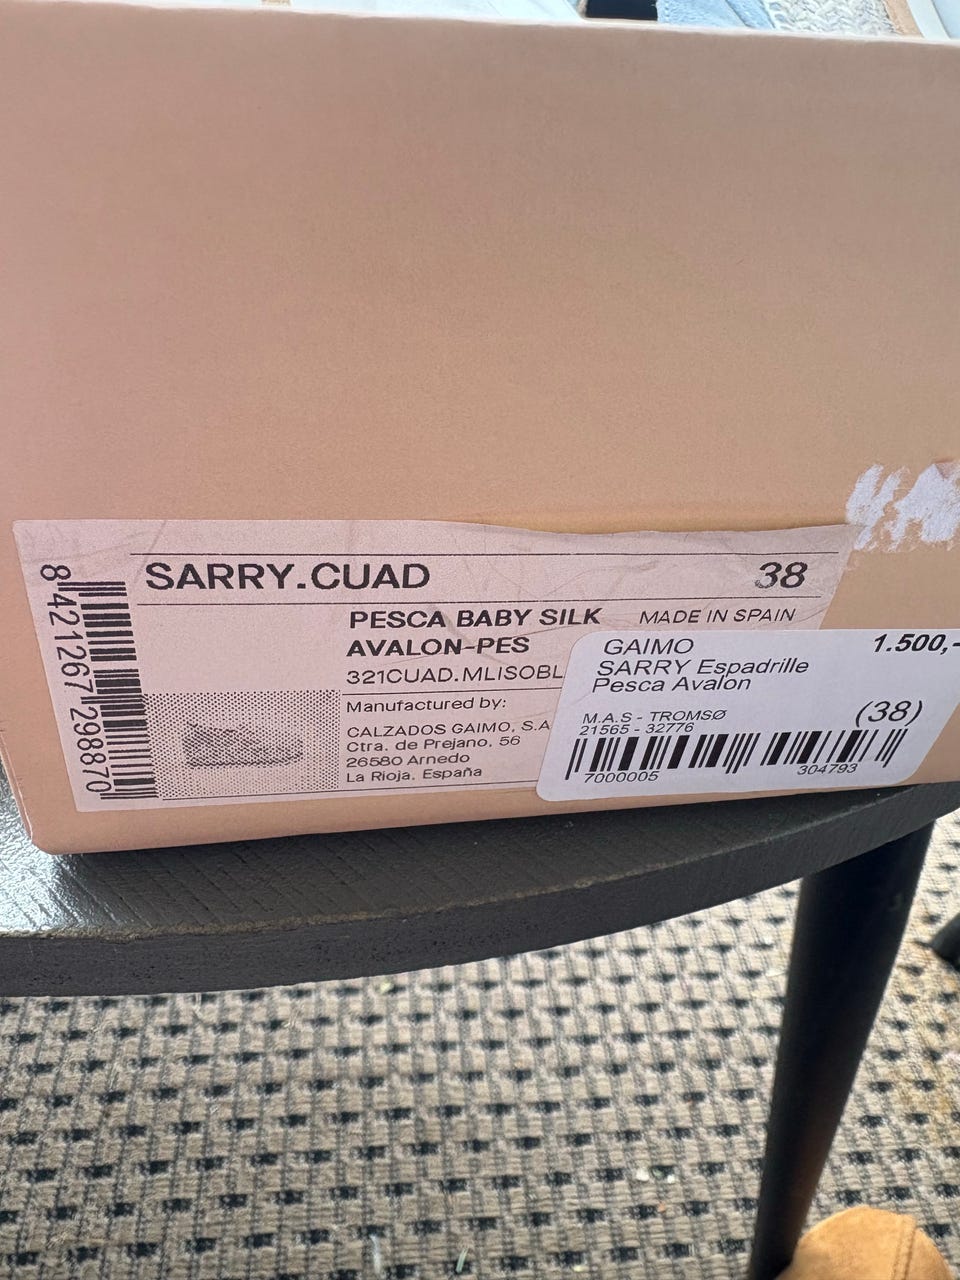 SARRY.CUAD 38
PESCA BABY SILK MADE IN SPAIN
AVALON-PES
321CUAD.MLISOBL
Manufactured by:
CALZADOS GAIMO, S.A
Ctra. de Prejano, 56
26580 Arnedo
La Rioja. España
8 421267 298870
GAIMO 1.500,-
SARRY Espadrille
Pesca Avalon
M.A.S - TROMSØ (38)
21565 - 32776
7000005 304793